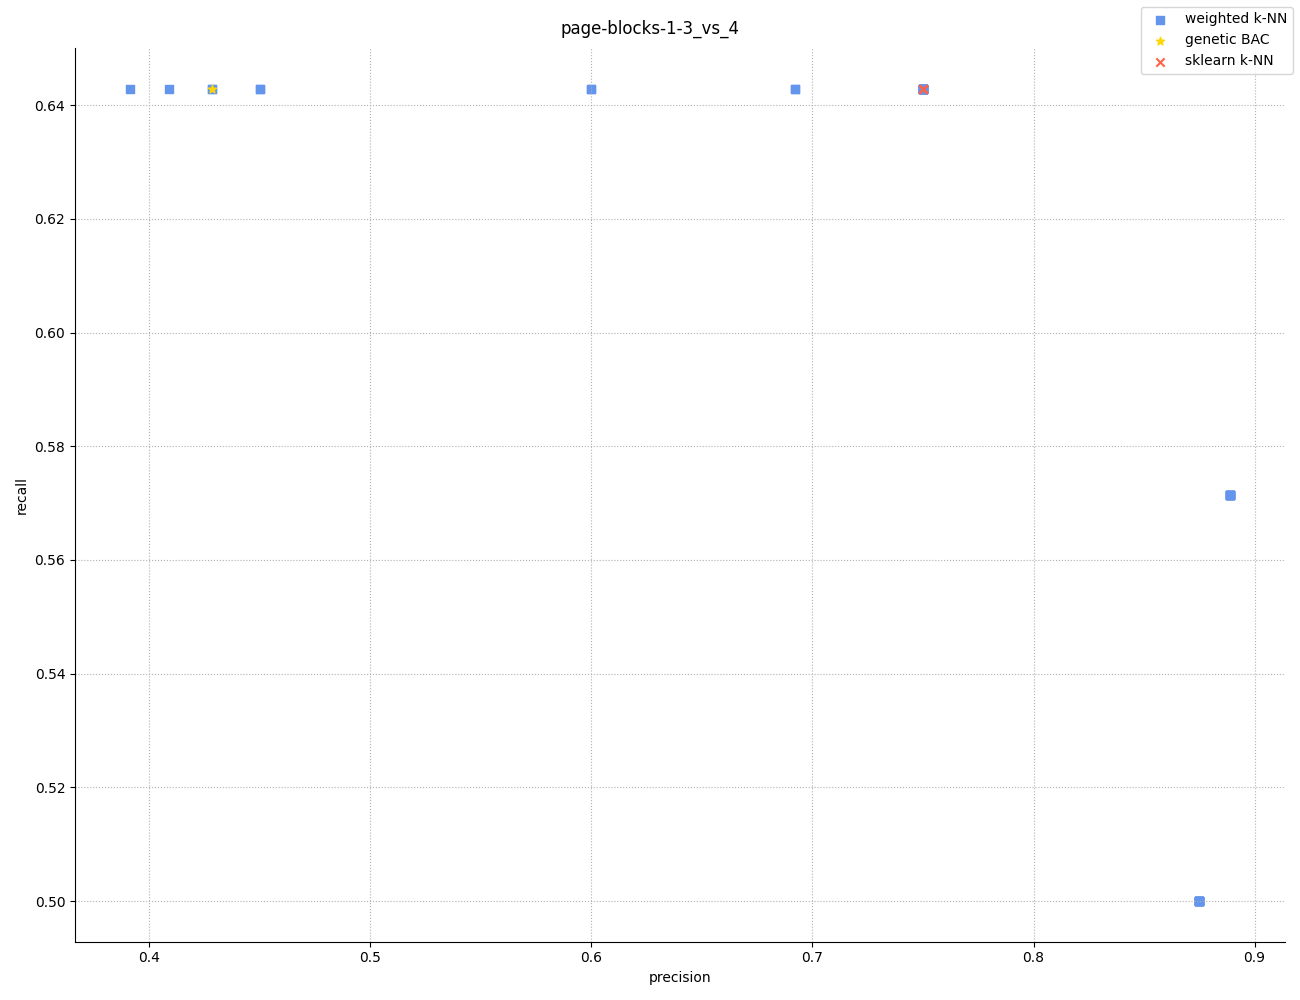 page-blocks-1-3_vs_4
weighted k-NN
genetic BAC
sklearn k-NN
0.64
0.62
0.60
0.58
0.56
0.54
0.52
0.50
recall
0.4 0.5 0.6 0.7 0.8 0.9
precision